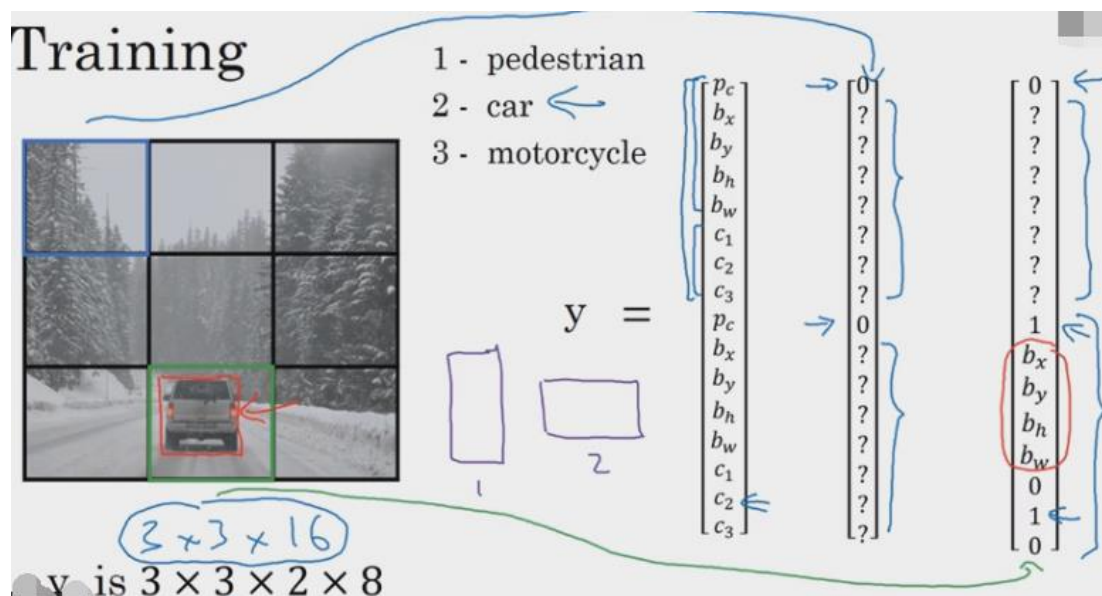 Training
1 - pedestrian
2 - car
3 - motorcycle
y =
p_c
b_x
b_y
b_h
b_w
c_1
c_2
c_3
p_c
b_x
b_y
b_h
b_w
c_1
c_2
c_3
0
?
?
?
?
?
?
?
0
?
?
?
?
?
?
?
0
?
?
?
?
?
?
?
1
b_x
b_y
b_h
b_w
0
1
0
1
2
3 × 3 × 16
y is 3 × 3 × 2 × 8